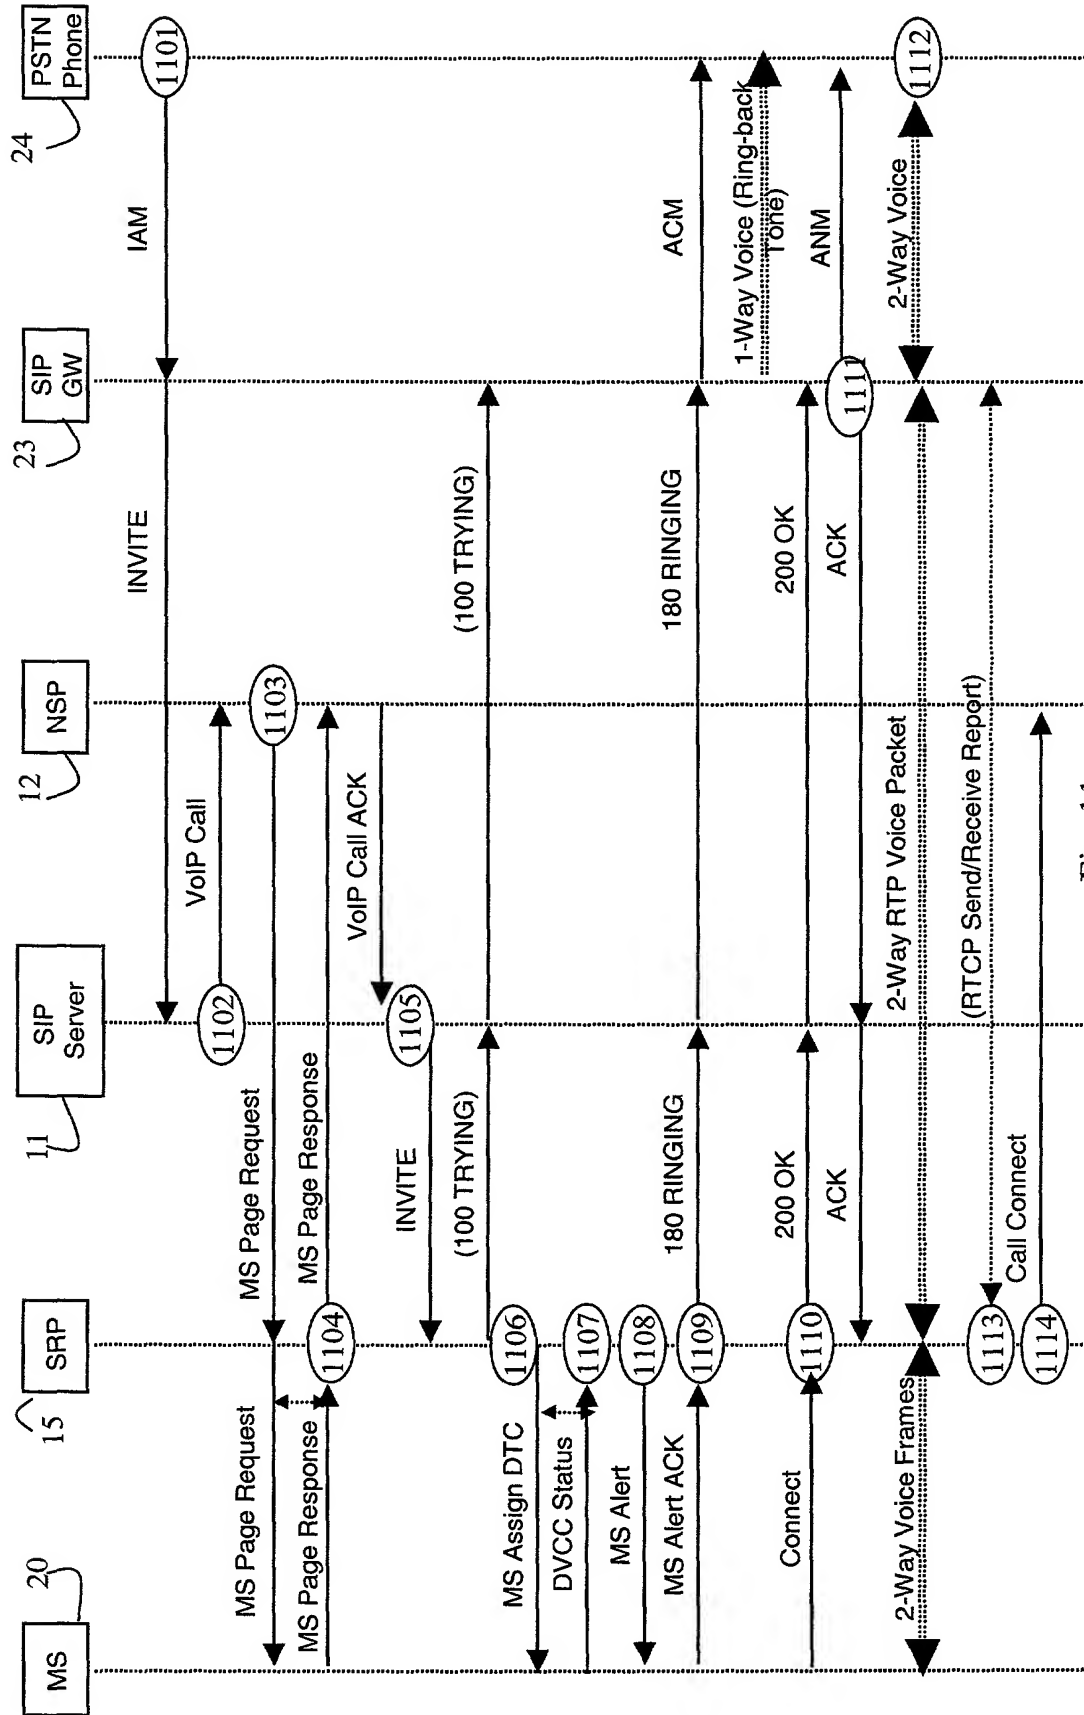 MS
20
SRP
15
SIP
Server
11
NSP
12
SIP
GW
23
PSTN
Phone
24
1101
IAM
INVITE
1102
VoIP Call
1103
MS Page Request
MS Page Request
1104
MS Page Response
MS Page Response
VoIP Call ACK
1105
INVITE
(100 TRYING)
(100 TRYING)
1106
MS Assign DTC
1107
DVCC Status
1108
MS Alert
1109
MS Alert ACK
180 RINGING
180 RINGING
ACM
1-Way Voice (Ring-back
Tone)
1110
Connect
200 OK
200 OK
1111
ANM
ACK
ACK
1112
2-Way Voice Frames
2-Way RTP Voice Packet
2-Way Voice
1113
(RTCP Send/Receive Report)
1114
Call Connect